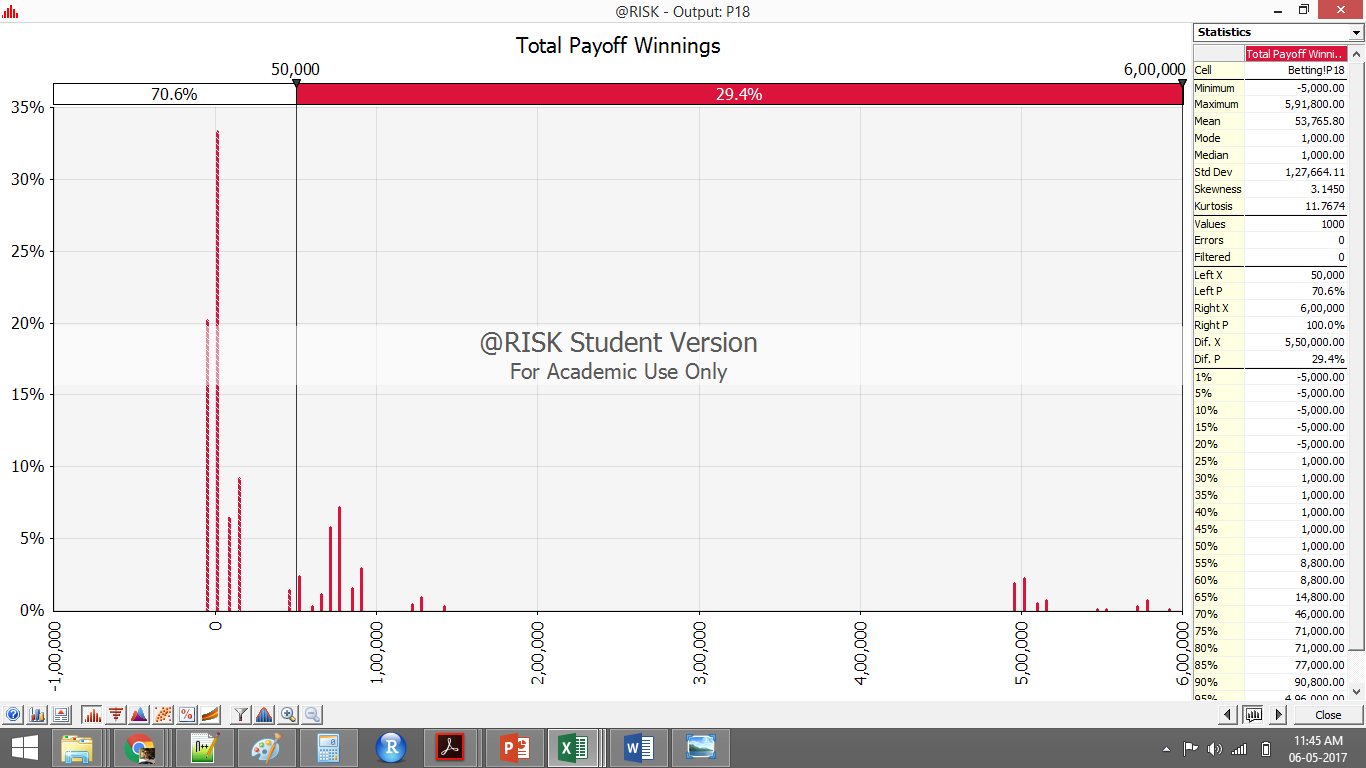 @RISK - Output: P18
Total Payoff Winnings
50,000 6,00,000
70.6% 29.4%
35%
30%
25%
20%
15%
10%
5%
0%
-1,00,000 0 1,00,000 2,00,000 3,00,000 4,00,000 5,00,000 6,00,000
@RISK Student Version
For Academic Use Only
Statistics
Total Payoff Winni...
Cell Betting!P18
Minimum -5,000.00
Maximum 5,91,800.00
Mean 53,765.80
Mode 1,000.00
Median 1,000.00
Std Dev 1,27,664.11
Skewness 3.1450
Kurtosis 11.7674
Values 1000
Errors 0
Filtered 0
Left X 50,000
Left P 70.6%
Right X 6,00,000
Right P 100.0%
Dif. X 5,50,000
Dif. P 29.4%
1% -5,000.00
5% -5,000.00
10% -5,000.00
15% -5,000.00
20% -5,000.00
25% 1,000.00
30% 1,000.00
35% 1,000.00
40% 1,000.00
45% 1,000.00
50% 1,000.00
55% 8,800.00
60% 8,800.00
65% 14,800.00
70% 46,000.00
75% 71,000.00
80% 71,000.00
85% 77,000.00
90% 90,800.00
95% 4,96,000.00
Close
11:45 AM
06-05-2017